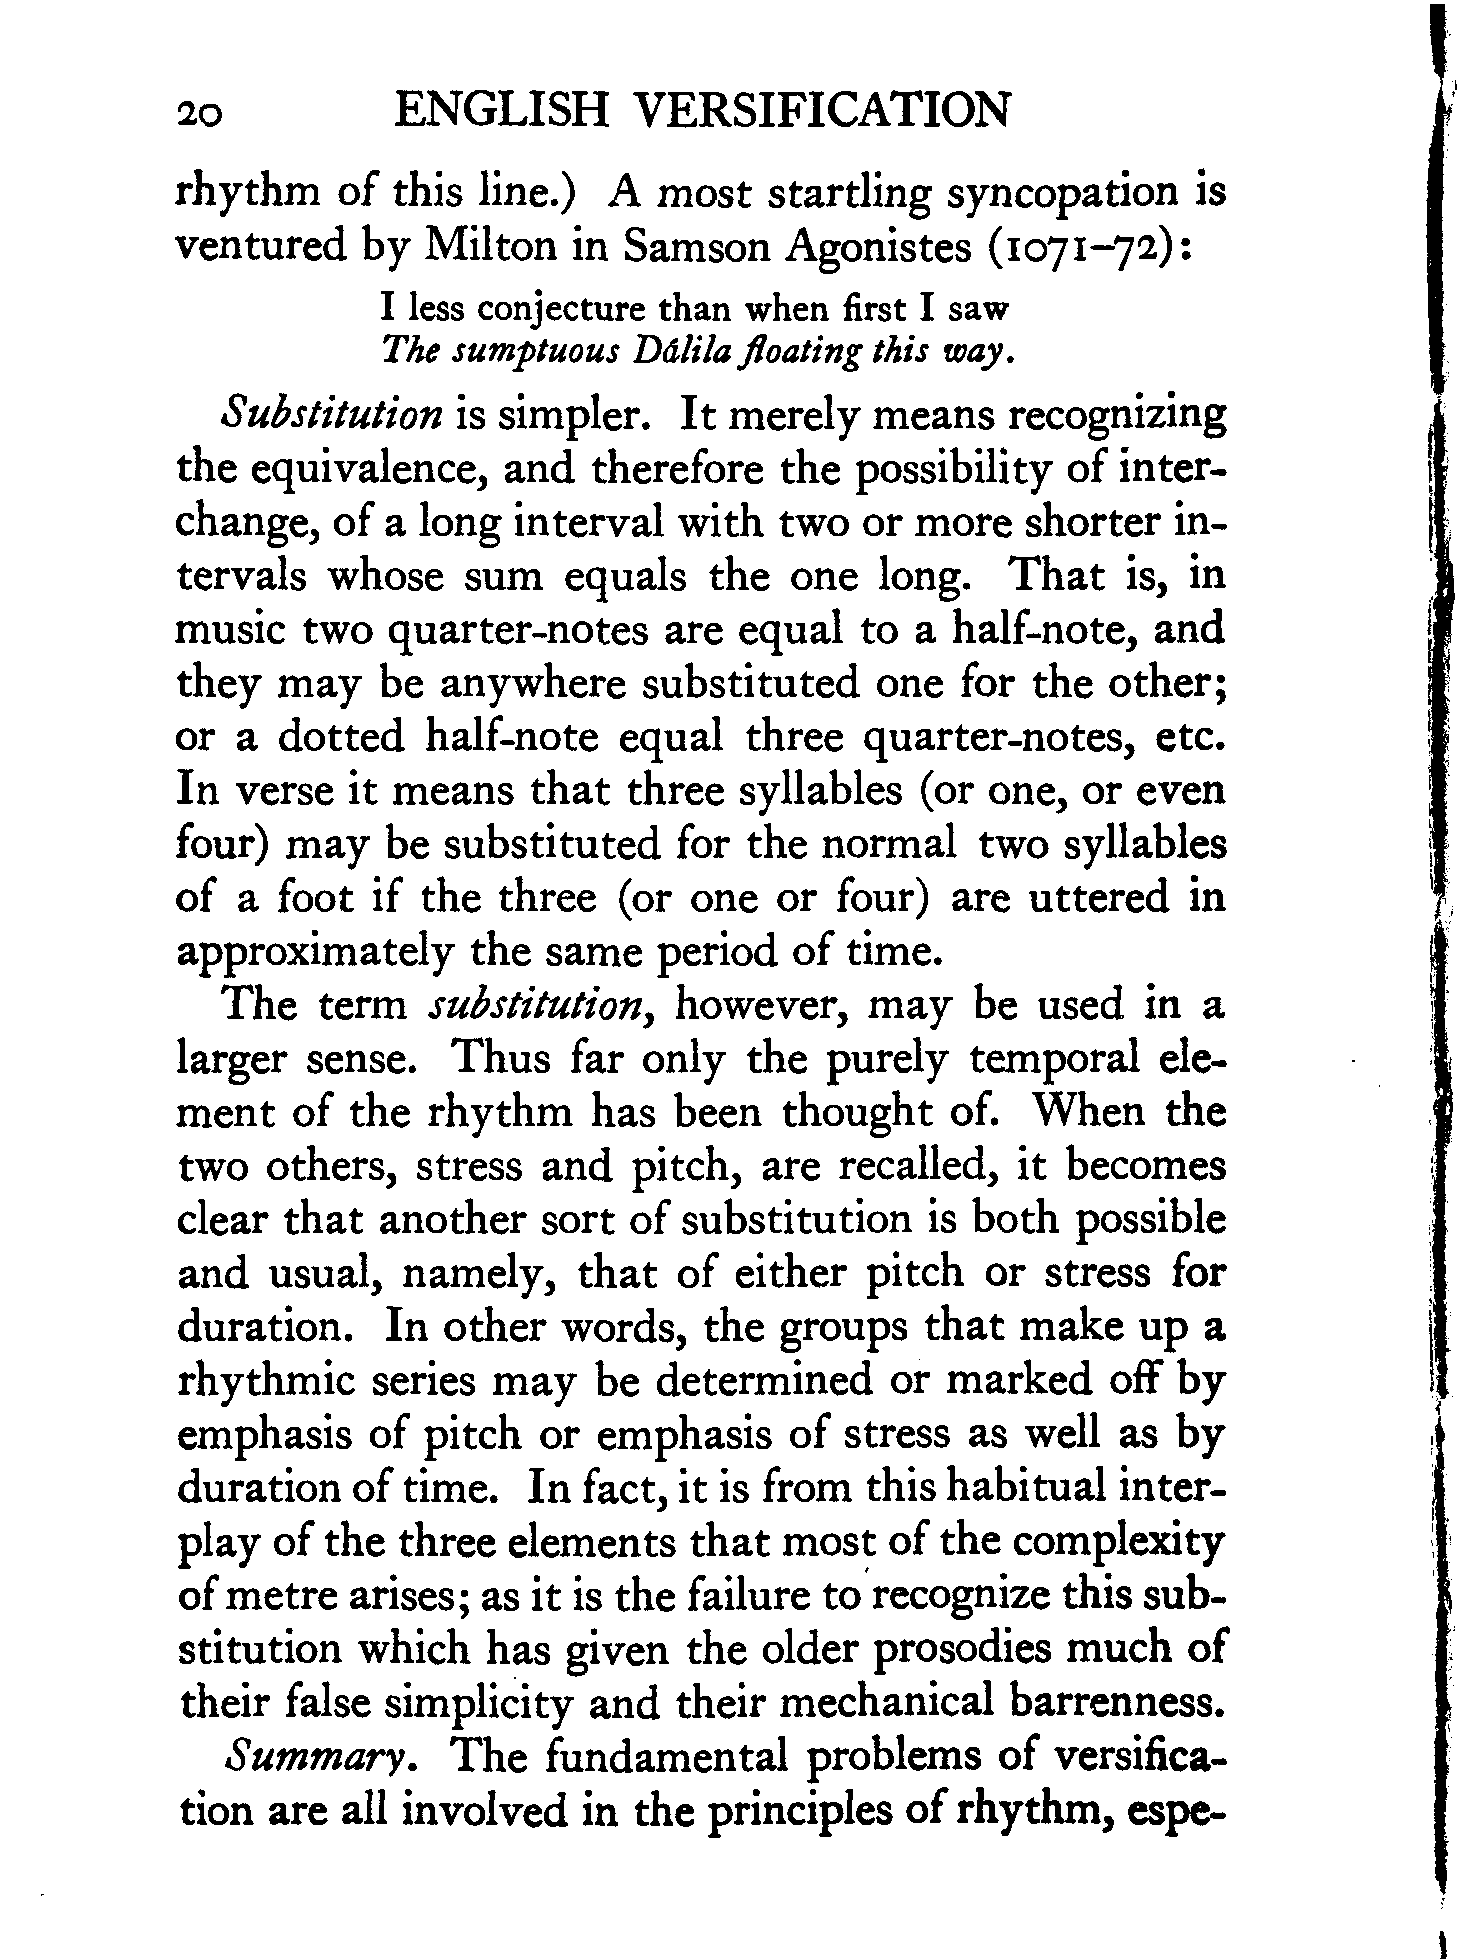 20 ENGLISH VERSIFICATION
rhythm of this line.) A most startling syncopation is
ventured by Milton in Samson Agonistes (1071–72):
I less conjecture than when first I saw
The sumptuous Dálila floating this way.
Substitution is simpler. It merely means recognizing
the equivalence, and therefore the possibility of inter-
change, of a long interval with two or more shorter in-
tervals whose sum equals the one long. That is, in
music two quarter-notes are equal to a half-note, and
they may be anywhere substituted one for the other;
or a dotted half-note equal three quarter-notes, etc.
In verse it means that three syllables (or one, or even
four) may be substituted for the normal two syllables
of a foot if the three (or one or four) are uttered in
approximately the same period of time.
The term substitution, however, may be used in a
larger sense. Thus far only the purely temporal ele-
ment of the rhythm has been thought of. When the
two others, stress and pitch, are recalled, it becomes
clear that another sort of substitution is both possible
and usual, namely, that of either pitch or stress for
duration. In other words, the groups that make up a
rhythmic series may be determined or marked off by
emphasis of pitch or emphasis of stress as well as by
duration of time. In fact, it is from this habitual inter-
play of the three elements that most of the complexity
of metre arises; as it is the failure to recognize this sub-
stitution which has given the older prosodies much of
their false simplicity and their mechanical barrenness.
Summary. The fundamental problems of versifica-
tion are all involved in the principles of rhythm, espe-